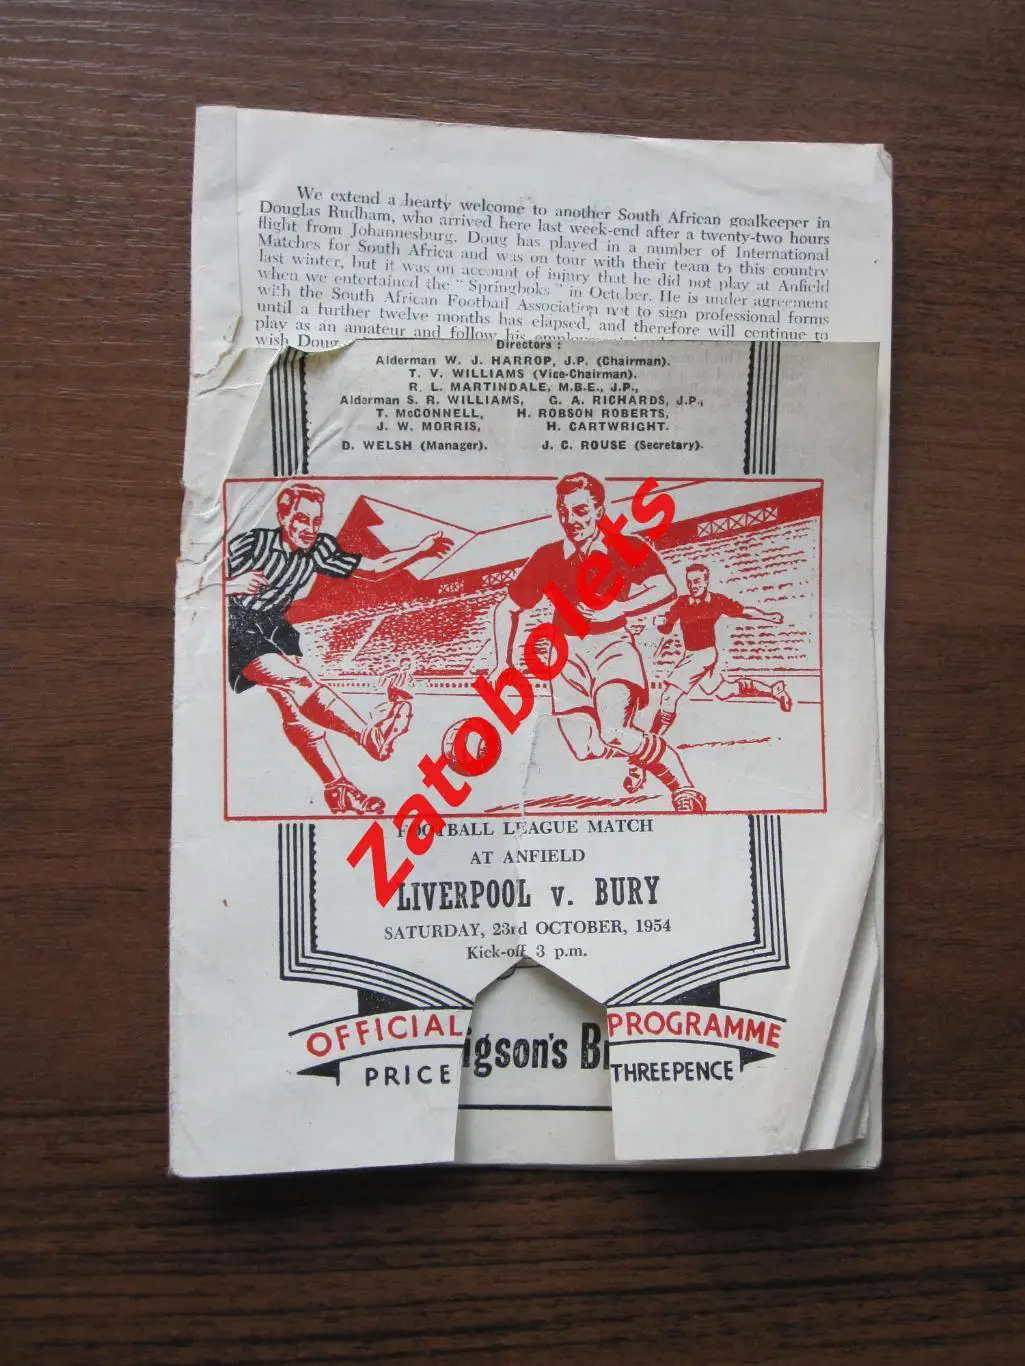 We extend a hearty welcome to another South African goalkeeper in
Douglas Rudham, who arrived here last week-end after a twenty-two hours
flight from Johannesburg. Doug has played in a number of International
Matches for South Africa and was on tour with their team to this country
last winter, but it was on account of injury that he did not play at Anfield
when we entertained the "Springboks" in October. He is under agreement
with the South African Football Association not to sign professional forms
until a further twelve months has elapsed, and therefore will continue to
play as an amateur and follow his
wish Doug
Directors:
Alderman W. J. HARROP, J.P. (Chairman).
T. V. WILLIAMS (Vice-Chairman).
R. L. MARTINDALE, M.B.E., J.P.,
Alderman S. R. WILLIAMS, G. A. RICHARDS, J.P.,
T. McCONNELL, H. ROBSON ROBERTS,
J. W. MORRIS, H. CARTWRIGHT.
D. WELSH (Manager). J. C. ROUSE (Secretary).
Zatobolets
FOOTBALL LEAGUE MATCH
AT ANFIELD
LIVERPOOL v. BURY
SATURDAY, 23rd OCTOBER, 1954
Kick-off 3 p.m.
OFFICIAL PROGRAMME
igson's B
PRICE THREEPENCE